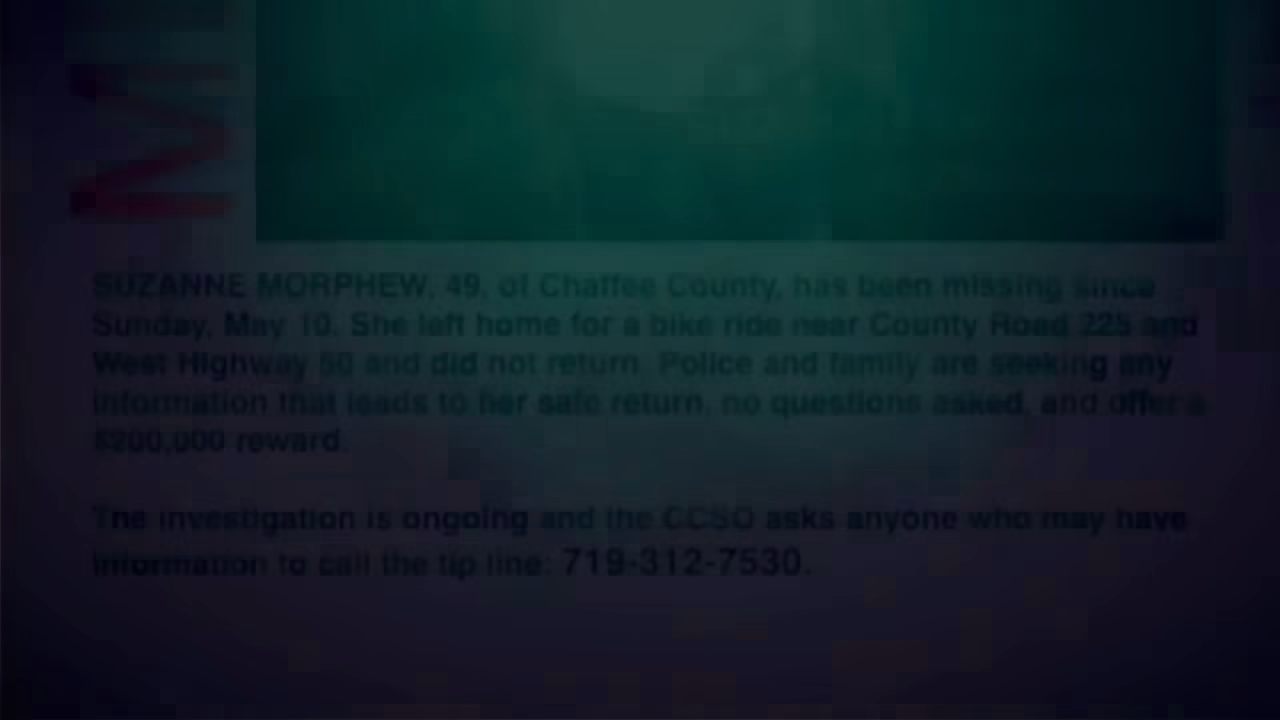 MI
SUZANNE MORPHEW, 49, of Chaffee County, has been missing since
Sunday, May 10. She left home for a bike ride near County Road 225 and
West Highway 50 and did not return. Police and family are seeking any
information that leads to her safe return, no questions asked, and offer a
$200,000 reward.
The investigation is ongoing and the CCSO asks anyone who may have
information to call the tip line: 719-312-7530.